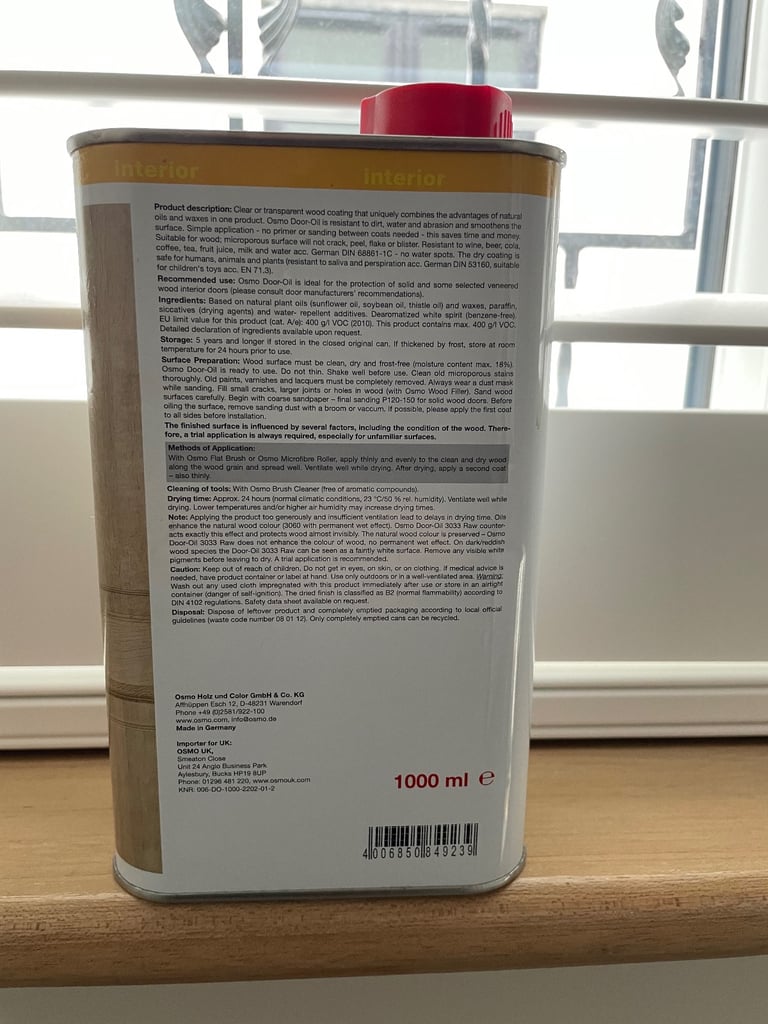 interior interior
Product description: Clear or transparent wood coating that uniquely combines the advantages of natural
oils and waxes in one product. Osmo Door-Oil is resistant to dirt, water and abrasion and smoothens the
surface. Simple application - no primer or sanding between coats needed - this saves time and money.
Suitable for wood; microporous surface will not crack, peel, flake or blister. Resistant to wine, beer, cola,
coffee, tea, fruit juice, milk and water acc. German DIN 68861-1C - no water spots. The dry coating is
safe for humans, animals and plants (resistant to saliva and perspiration acc. German DIN 53160, suitable
for children's toys acc. EN 71.3).
Recommended use: Osmo Door-Oil is ideal for the protection of solid and some selected veneered
wood interior doors (please consult door manufacturers' recommendations).
Ingredients: Based on natural plant oils (sunflower oil, soybean oil, thistle oil) and waxes, paraffin,
siccatives (drying agents) and water- repellent additives. Dearomatized white spirit (benzene-free).
EU limit value for this product (cat. A/e): 400 g/l VOC (2010). This product contains max. 400 g/l VOC.
Detailed declaration of ingredients available upon request.
Storage: 5 years and longer if stored in the closed original can. If thickened by frost, store at room
temperature for 24 hours prior to use.
Surface Preparation: Wood surface must be clean, dry and frost-free (moisture content max. 18%).
Osmo Door-Oil is ready to use. Do not thin. Shake well before use. Clean old microporous stains
thoroughly. Old paints, varnishes and lacquers must be completely removed. Always wear a dust mask
while sanding. Fill small cracks, larger joints or holes in wood (with Osmo Wood Filler). Sand wood
surfaces carefully. Begin with coarse sandpaper – final sanding P120-150 for solid wood doors. Before
oiling the surface, remove sanding dust with a broom or vaccum. If possible, please apply the first coat
to all sides before installation.
The finished surface is influenced by several factors, including the condition of the wood. There-
fore, a trial application is always required, especially for unfamiliar surfaces.
Methods of Application:
With Osmo Flat Brush or Osmo Microfibre Roller, apply thinly and evenly to the clean and dry wood
along the wood grain and spread well. Ventilate well while drying. After drying, apply a second coat
– also thinly.
Cleaning of tools: With Osmo Brush Cleaner (free of aromatic compounds).
Drying time: Approx. 24 hours (normal climatic conditions, 23 °C/50 % rel. humidity). Ventilate well while
drying. Lower temperatures and/or higher air humidity may increase drying times.
Note: Applying the product too generously and insufficient ventilation lead to delays in drying time. Oils
enhance the natural wood colour (3060 with permanent wet effect). Osmo Door-Oil 3033 Raw counter-
acts exactly this effect and protects wood almost invisibly. The natural wood colour is preserved – Osmo
Door-Oil 3033 Raw does not enhance the colour of wood, no permanent wet effect. On dark/reddish
wood species the Door-Oil 3033 Raw can be seen as a faintly white surface. Remove any visible white
pigments before leaving to dry. A trial application is recommended.
Caution: Keep out of reach of children. Do not get in eyes, on skin, or on clothing. If medical advice is
needed, have product container or label at hand. Use only outdoors or in a well-ventilated area. Warning:
Wash out any used cloth impregnated with this product immediately after use or store in an airtight
container (danger of self-ignition). The dried finish is classified as B2 (normal flammability) according to
DIN 4102 regulations. Safety data sheet available on request.
Disposal: Dispose of leftover product and completely emptied packaging according to local official
guidelines (waste code number 08 01 12). Only completely emptied cans can be recycled.
Osmo Holz und Color GmbH & Co. KG
Affhüppen Esch 12, D-48231 Warendorf
Phone +49 (0)2581/922-100
www.osmo.com, info@osmo.de
Made in Germany
Importer for UK:
OSMO UK,
Smeaton Close
Unit 24 Anglo Business Park
Aylesbury, Bucks HP19 8UP
Phone: 01296 481 220, www.osmouk.com
KNR: 006-DO-1000-2202-01-2
1000 ml e
4 006850 849239